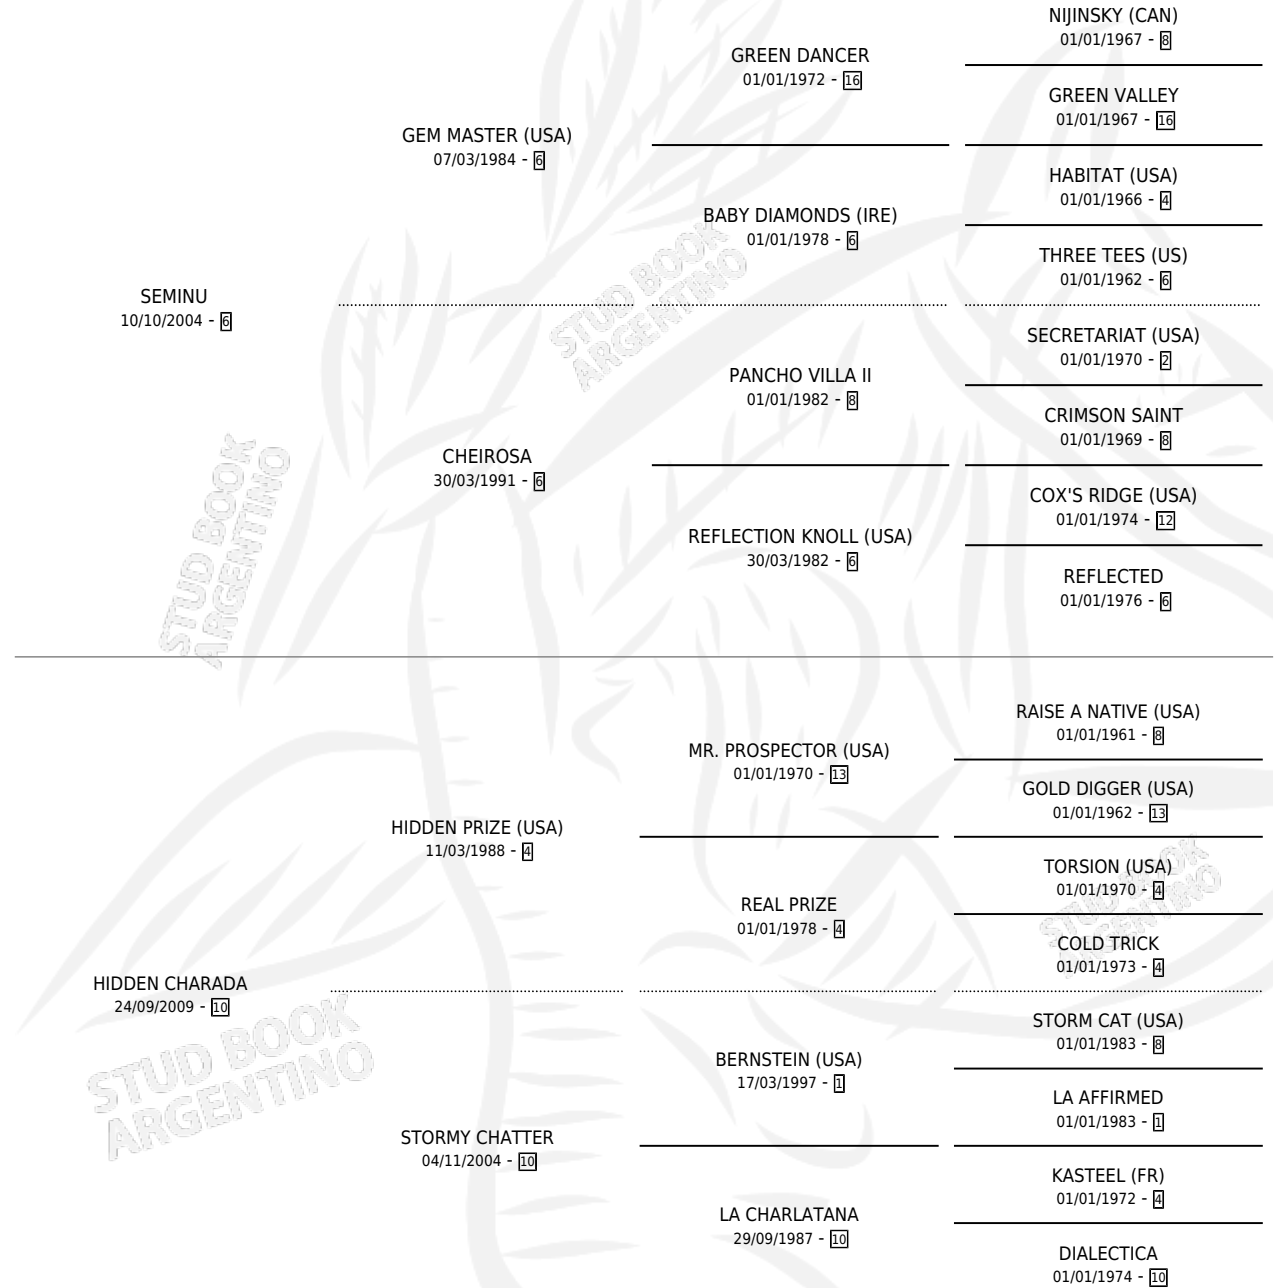 NIJINSKY (CAN)
01/01/1967 - 8
GREEN DANCER
01/01/1972 - 16
GREEN VALLEY
01/01/1967 - 16
GEM MASTER (USA)
07/03/1984 - 6
HABITAT (USA)
01/01/1966 - 4
BABY DIAMONDS (IRE)
01/01/1978 - 6
THREE TEES (US)
01/01/1962 - 6
SEMINU
10/10/2004 - 6
STUD BOOK
ARGENTINO
SECRETARIAT (USA)
01/01/1970 - 2
PANCHO VILLA II
01/01/1982 - 8
CRIMSON SAINT
01/01/1969 - 8
CHEIROSA
30/03/1991 - 6
COX'S RIDGE (USA)
01/01/1974 - 12
REFLECTION KNOLL (USA)
30/03/1982 - 6
REFLECTED
01/01/1976 - 6
STUD BOOK
ARGENTINO
RAISE A NATIVE (USA)
01/01/1961 - 8
MR. PROSPECTOR (USA)
01/01/1970 - 13
GOLD DIGGER (USA)
01/01/1962 - 13
HIDDEN PRIZE (USA)
11/03/1988 - 4
TORSION (USA)
01/01/1970 - 4
REAL PRIZE
01/01/1978 - 4
COLD TRICK
01/01/1973 - 4
STUD BOOK
ARGENTINO
HIDDEN CHARADA
24/09/2009 - 10
STORM CAT (USA)
01/01/1983 - 8
BERNSTEIN (USA)
17/03/1997 - 1
LA AFFIRMED
01/01/1983 - 1
STUD BOOK
ARGENTINO
STORMY CHATTER
04/11/2004 - 10
KASTEEL (FR)
01/01/1972 - 4
LA CHARLATANA
29/09/1987 - 10
DIALECTICA
01/01/1974 - 10